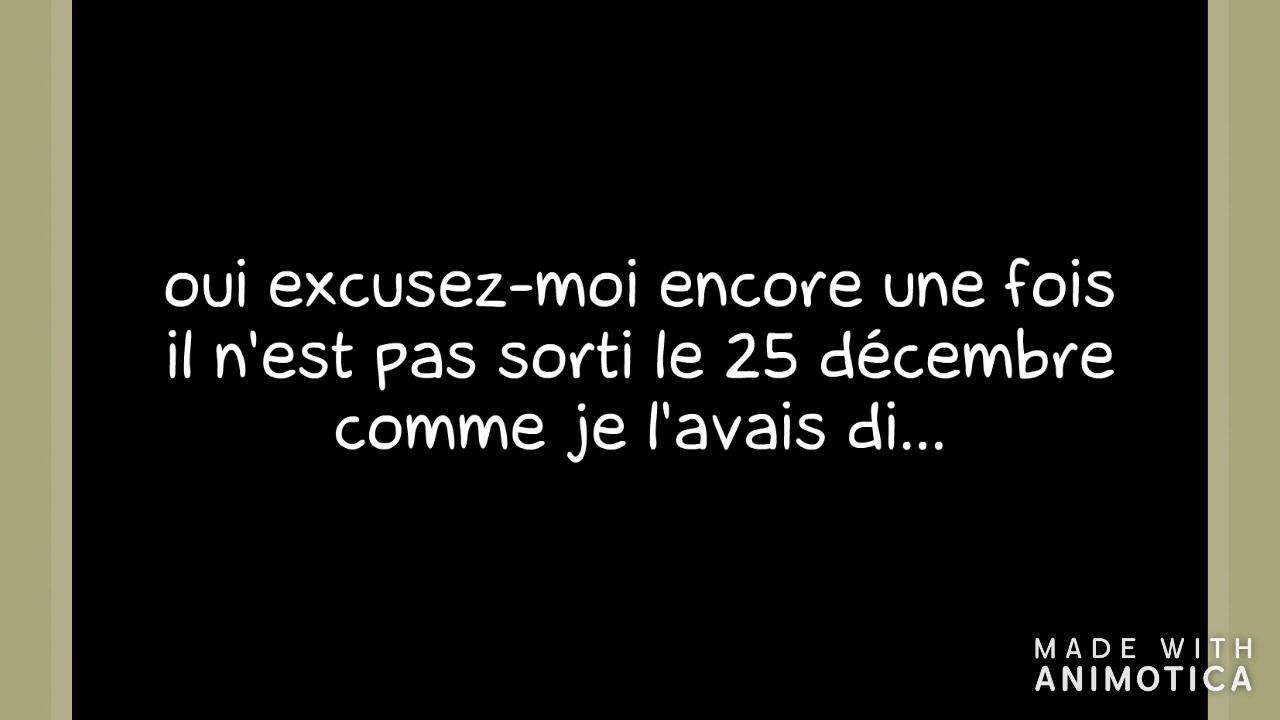 oui excusez-moi encore une fois
il n'est pas sorti le 25 décembre
comme je l'avais di...
MADE WITH
ANIMOTICA